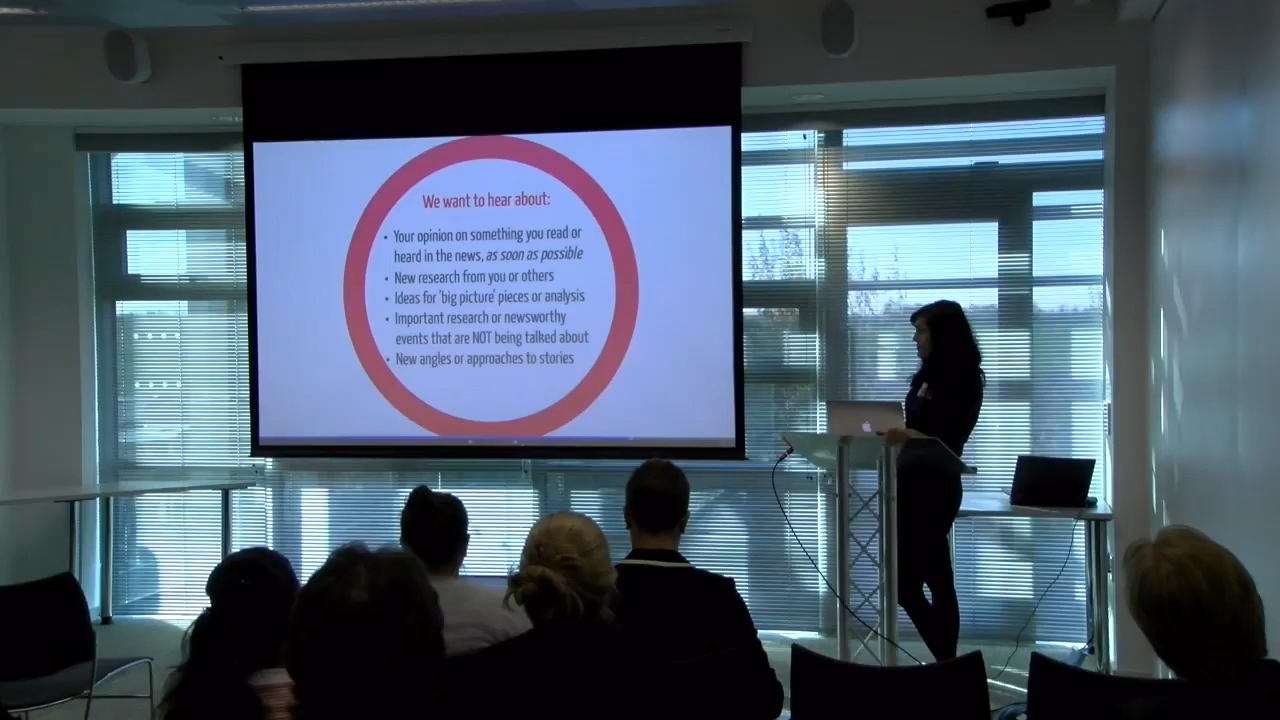 We want to hear about:
• Your opinion on something you read or
heard in the news, as soon as possible
• New research from you or others
• Ideas for 'big picture' pieces or analysis
• Important research or newsworthy
events that are NOT being talked about
• New angles or approaches to stories